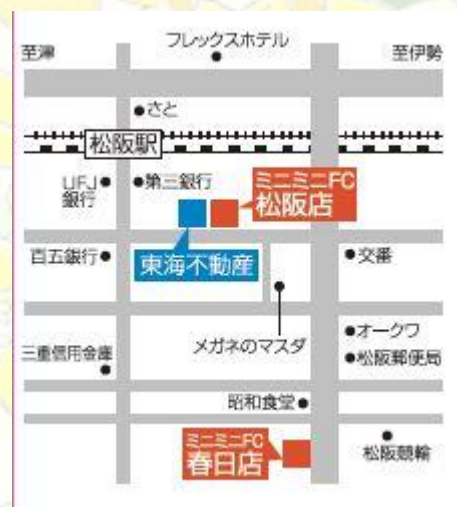 フレックスホテル
至津
至伊勢
さと
松阪駅
UFJ
銀行
第三銀行
ミニミニFC
松阪店
百五銀行
東海不動産
交番
三重信用金庫
メガネのマスダ
オークワ
松阪郵便局
昭和食堂
ミニミニFC
春日店
松阪競輪